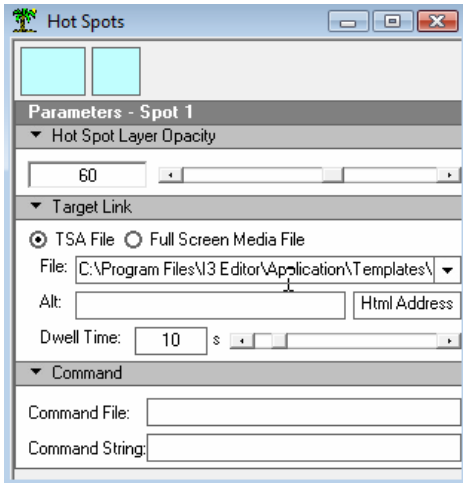 Hot Spots
Parameters - Spot 1
Hot Spot Layer Opacity
60
Target Link
TSA File Full Screen Media File
File: C:\Program Files\I3 Editor\Application\Templates\
Alt: Html Address
Dwell Time: 10 s
Command
Command File:
Command String: